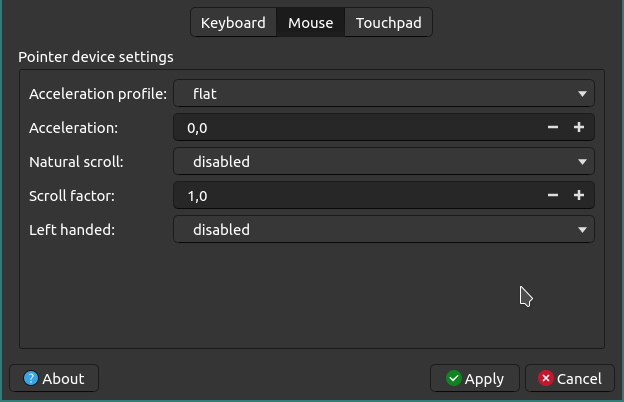 Keyboard Mouse Touchpad
Pointer device settings
Acceleration profile: flat
Acceleration: 0,0
Natural scroll: disabled
Scroll factor: 1,0
Left handed: disabled
About Apply Cancel